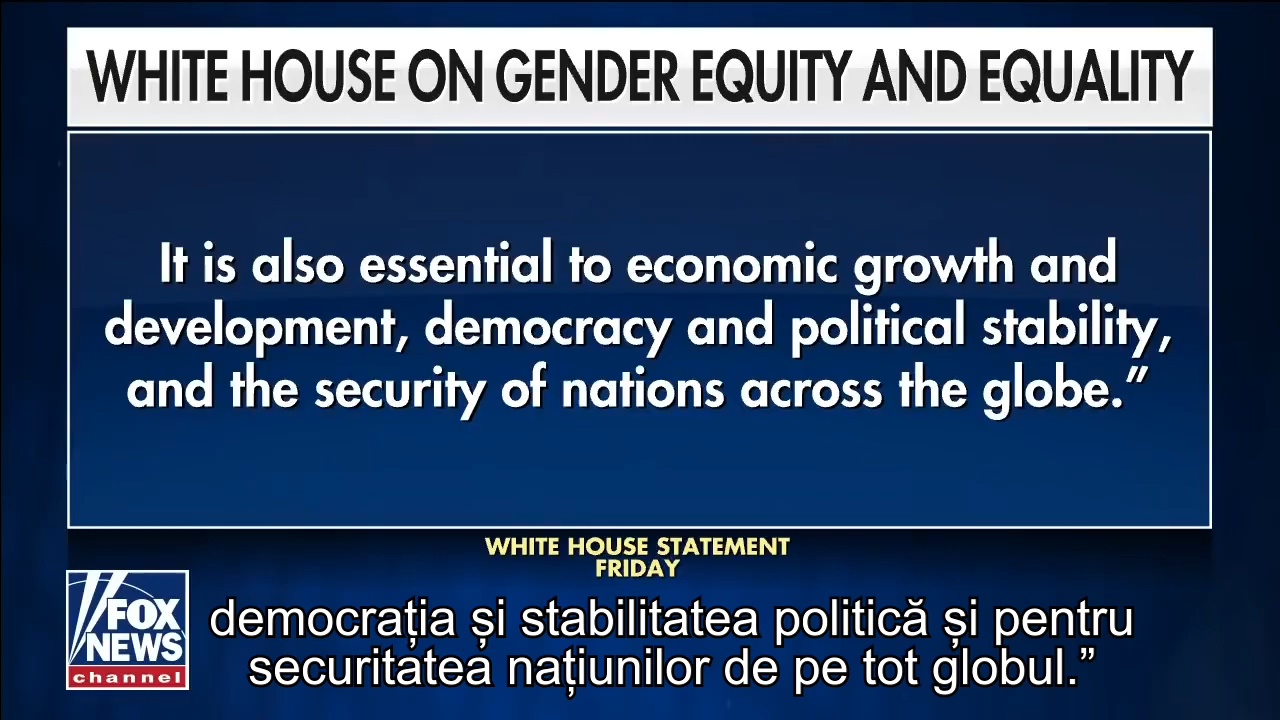 WHITE HOUSE ON GENDER EQUITY AND EQUALITY
It is also essential to economic growth and
development, democracy and political stability,
and the security of nations across the globe.”
WHITE HOUSE STATEMENT
FRIDAY
FOX
NEWS
channel
democrația și stabilitatea politică și pentru
securitatea națiunilor de pe tot globul.”